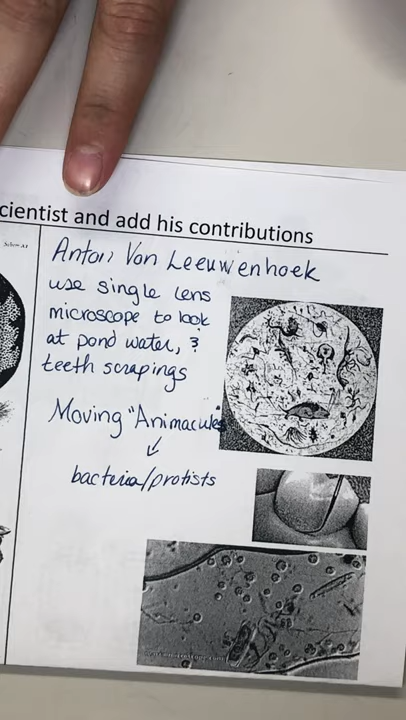 cientist and add his contributions
Anton Von Leeuwenhoek
use single lens
microscope to look
at pond water, &
teeth scrapings
Moving "Animacules"
bacteria/protists